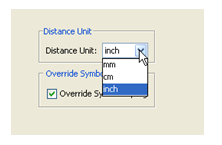 Distance Unit
Distance Unit: inch
mm
cm
inch
Override Symb
Override Sy